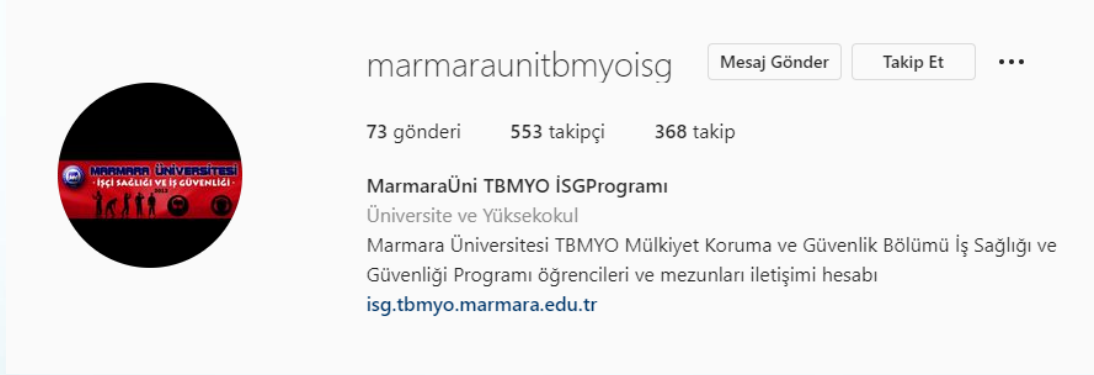 marmaraunitbmyoisg
Mesaj Gönder
Takip Et
73 gönderi
553 takipçi
368 takip
MARMARA ÜNİVERSİTESİ
İŞÇİ SAĞLIĞI VE İŞ GÜVENLİĞİ
MarmaraÜni TBMYO İSGProgramı
Üniversite ve Yüksekokul
Marmara Üniversitesi TBMYO Mülkiyet Koruma ve Güvenlik Bölümü İş Sağlığı ve
Güvenliği Programı öğrencileri ve mezunları iletişimi hesabı
isg.tbmyo.marmara.edu.tr